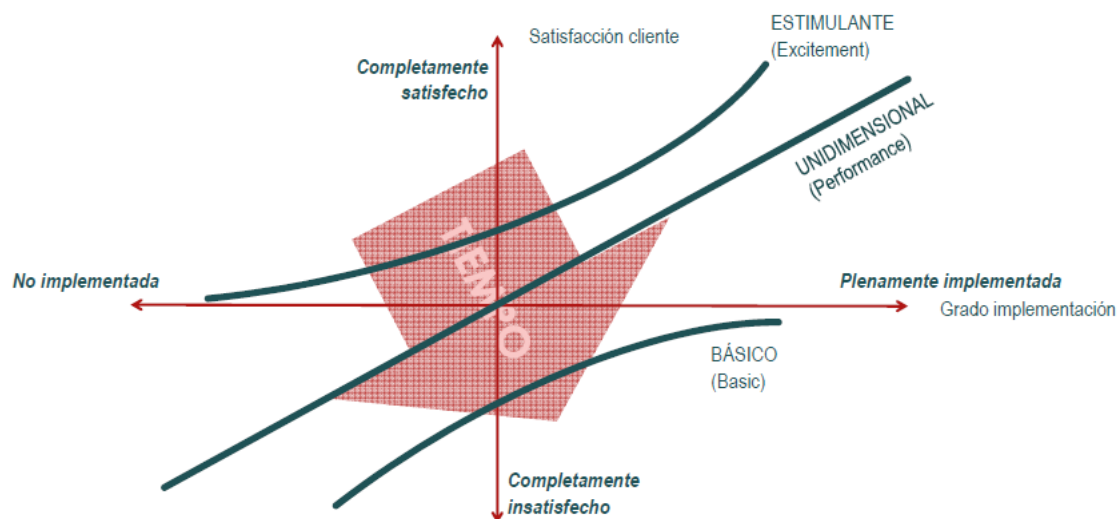 ESTIMULANTE
(Excitement)
Satisfacción cliente
Completamente
satisfecho
UNIDIMENSIONAL
(Performance)
TIEMPO
No implementada
Plenamente implementada
Grado implementación
BÁSICO
(Basic)
Completamente
insatisfecho